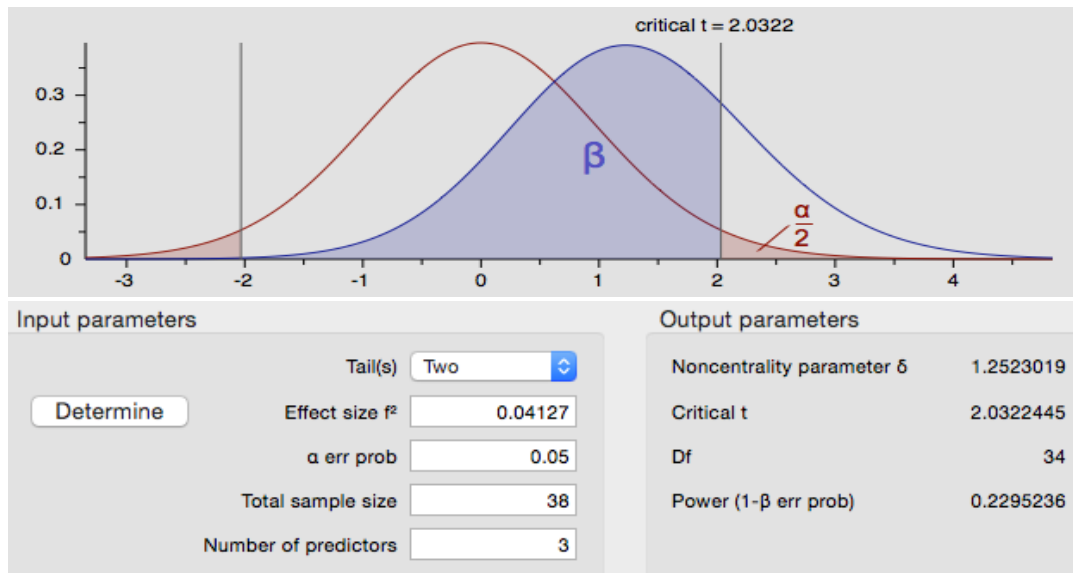 critical t = 2.0322
0.3
0.2
0.1
0
β
α
2
-3 -2 -1 0 1 2 3 4
Input parameters Output parameters
Tail(s) Two Noncentrality parameter δ 1.2523019
Determine Effect size f² 0.04127 Critical t 2.0322445
α err prob 0.05 Df 34
Total sample size 38 Power (1-β err prob) 0.2295236
Number of predictors 3